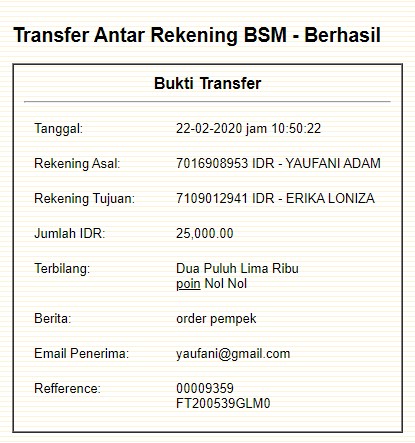 Transfer Antar Rekening BSM - Berhasil
Bukti Transfer
Tanggal: 22-02-2020 jam 10:50:22
Rekening Asal: 7016908953 IDR - YAUFANI ADAM
Rekening Tujuan: 7109012941 IDR - ERIKA LONIZA
Jumlah IDR: 25,000.00
Terbilang: Dua Puluh Lima Ribu
poin Nol Nol
Berita: order pempek
Email Penerima: yaufani@gmail.com
Refference: 00009359
FT200539GLM0